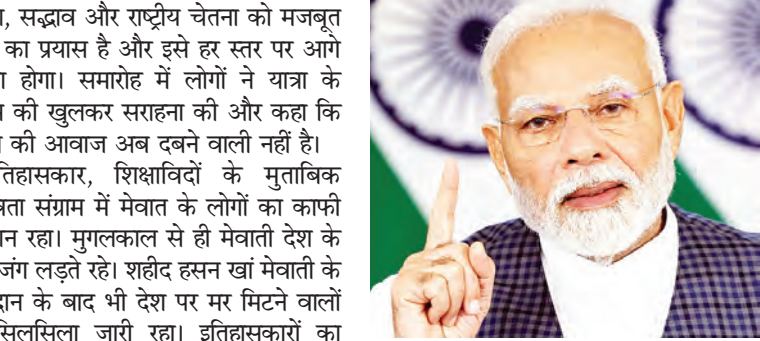 ा, सद्भाव और राष्ट्रीय चेतना को मजबूत
का प्रयास है और इसे हर स्तर पर आगे
ा होगा। समारोह में लोगों ने यात्रा के
की खुलकर सराहना की और कहा कि
की आवाज अब दबने वाली नहीं है।
तिहासकार, शिक्षाविदों के मुताबिक
त्रता संग्राम में मेवात के लोगों का काफी
ान रहा। मुगलकाल से ही मेवाती देश के
जंग लड़ते रहे। शहीद हसन खां मेवाती के
दान के बाद भी देश पर मर मिटने वालों
सिलसिला जारी रहा। इतिहासकारों का